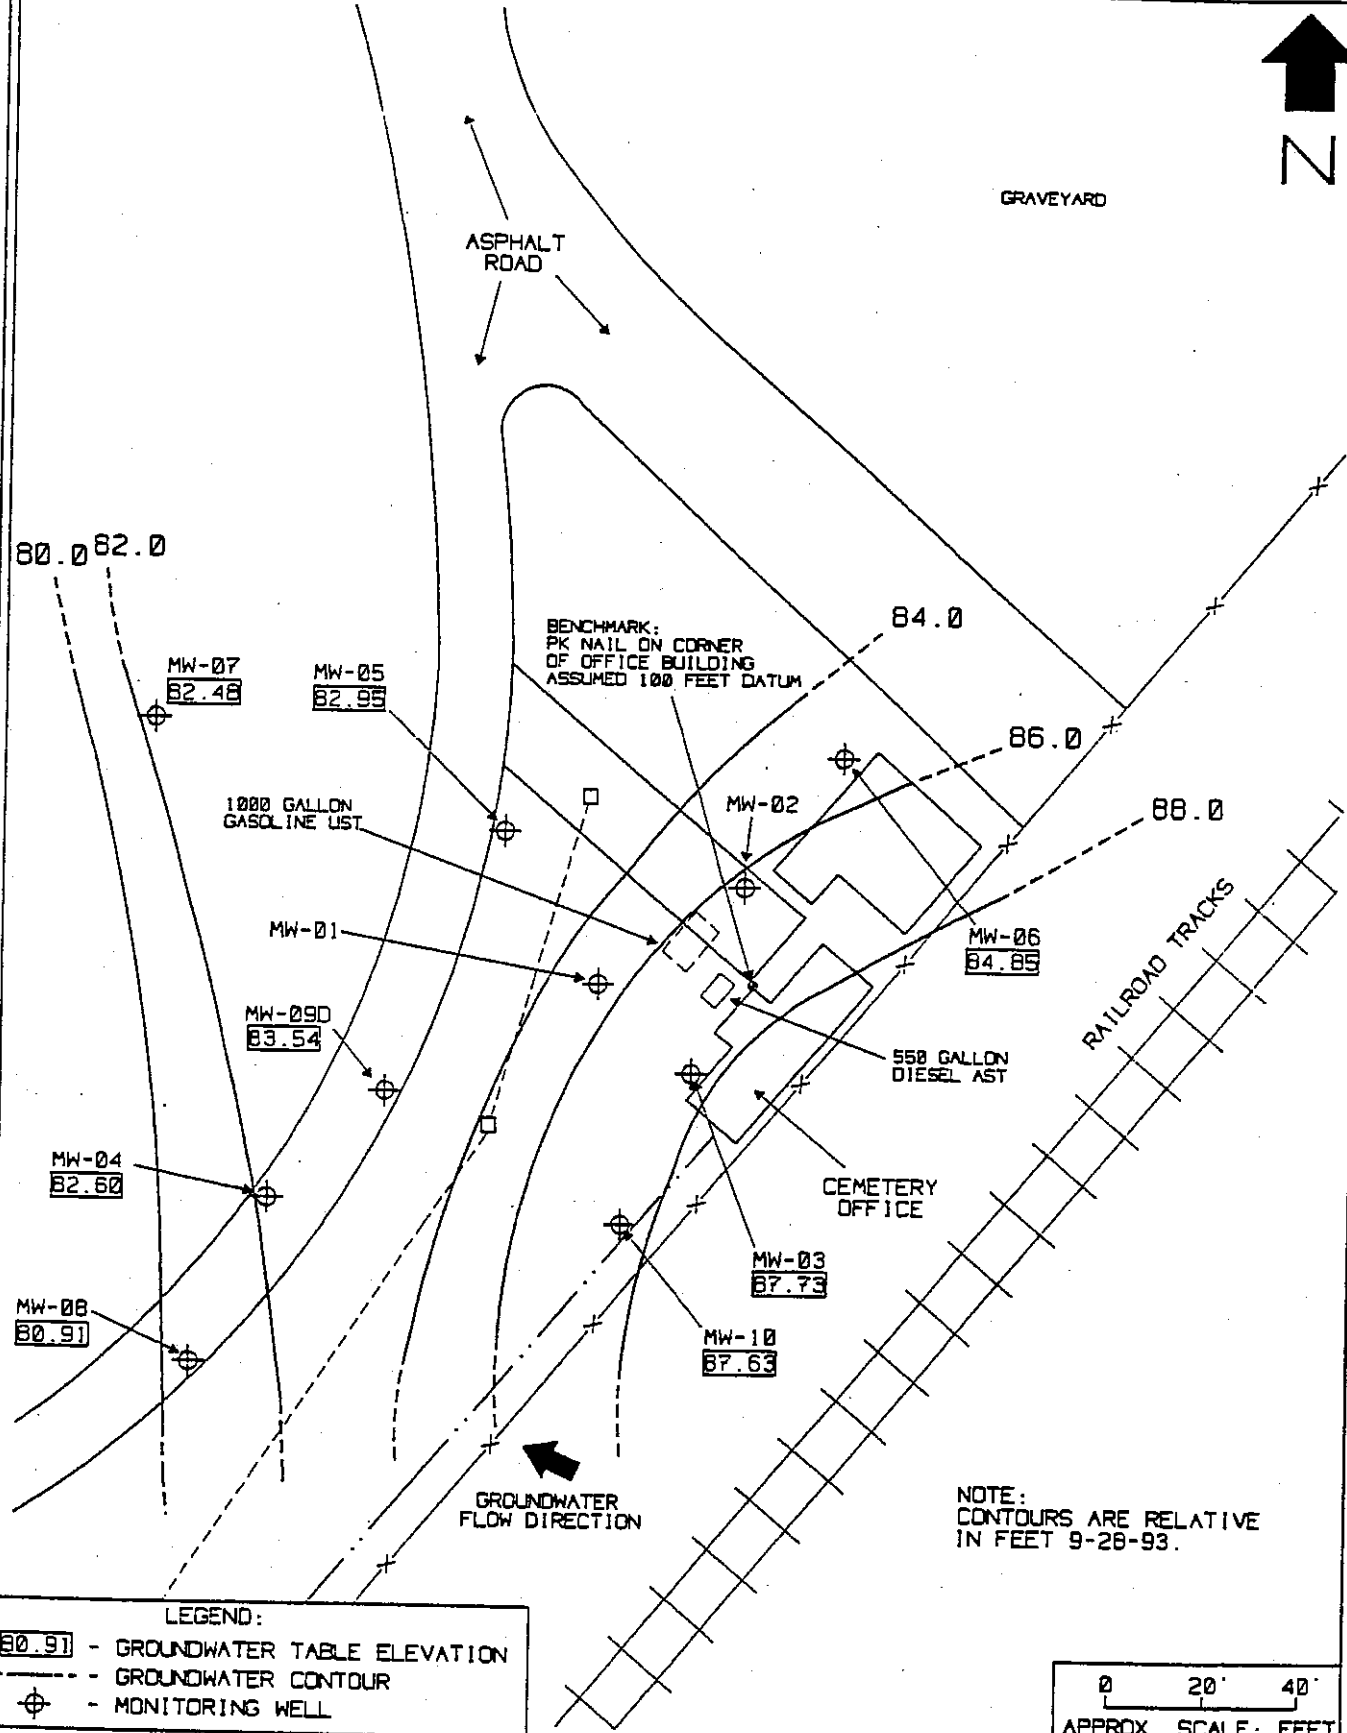 N
GRAVEYARD
ASPHALT
ROAD
80.0
82.0
84.0
BENCHMARK:
PK NAIL ON CORNER
OF OFFICE BUILDING
ASSUMED 100 FEET DATUM
MW-07
82.48
MW-05
82.95
86.0
1000 GALLON
GASOLINE UST
MW-02
88.0
MW-01
MW-06
84.85
RAILROAD TRACKS
MW-09D
83.54
550 GALLON
DIESEL AST
MW-04
82.60
CEMETERY
OFFICE
MW-03
87.73
MW-08
80.91
MW-10
87.63
GROUNDWATER
FLOW DIRECTION
NOTE:
CONTOURS ARE RELATIVE
IN FEET 9-28-93.
LEGEND:
80.91 - GROUNDWATER TABLE ELEVATION
- GROUNDWATER CONTOUR
- MONITORING WELL
0 20' 40'
APPROX. SCALE: FEET